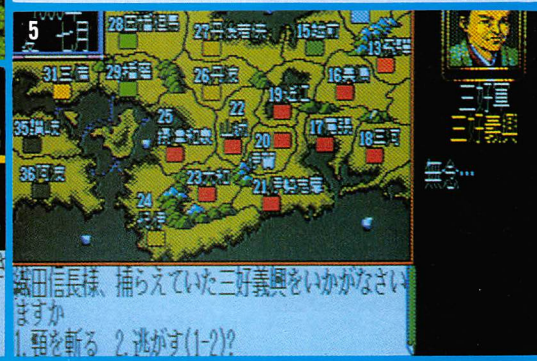 5
七月
28因幡但馬
27丹後若狭
15越前
31三備
29播磨
26丹波
16美濃
19近江
35讃岐
25
摂津和泉
22
山城
20
伊賀
17尾張
18三河
36阿波
23大和
24
紀伊
21伊勢志摩
三好軍
三好義興
無念…
織田信長様、捕らえていた三好義興をいかがなさい
ますか
1.頸を斬る 2.逃がす(1-2)?